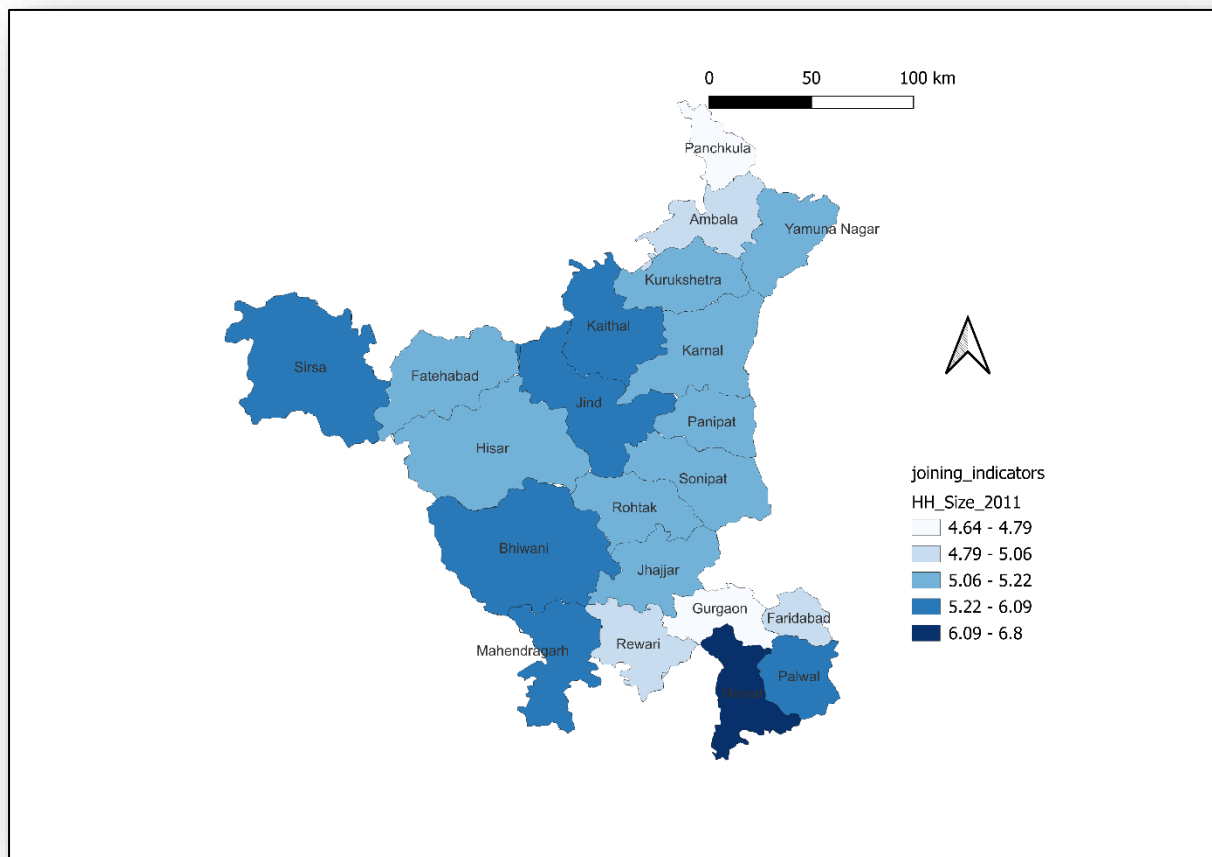 0 50 100 km
Panchkula
Ambala
Yamuna Nagar
Kurukshetra
Kaithal
Karnal
Sirsa
Fatehabad
Jind
Panipat
Hisar
Sonipat
Rohtak
Bhiwani
Jhajjar
Gurgaon
Faridabad
Mahendragarh
Rewari
Palwal
Mewat
joining_indicators
HH_Size_2011
4.64 - 4.79
4.79 - 5.06
5.06 - 5.22
5.22 - 6.09
6.09 - 6.8